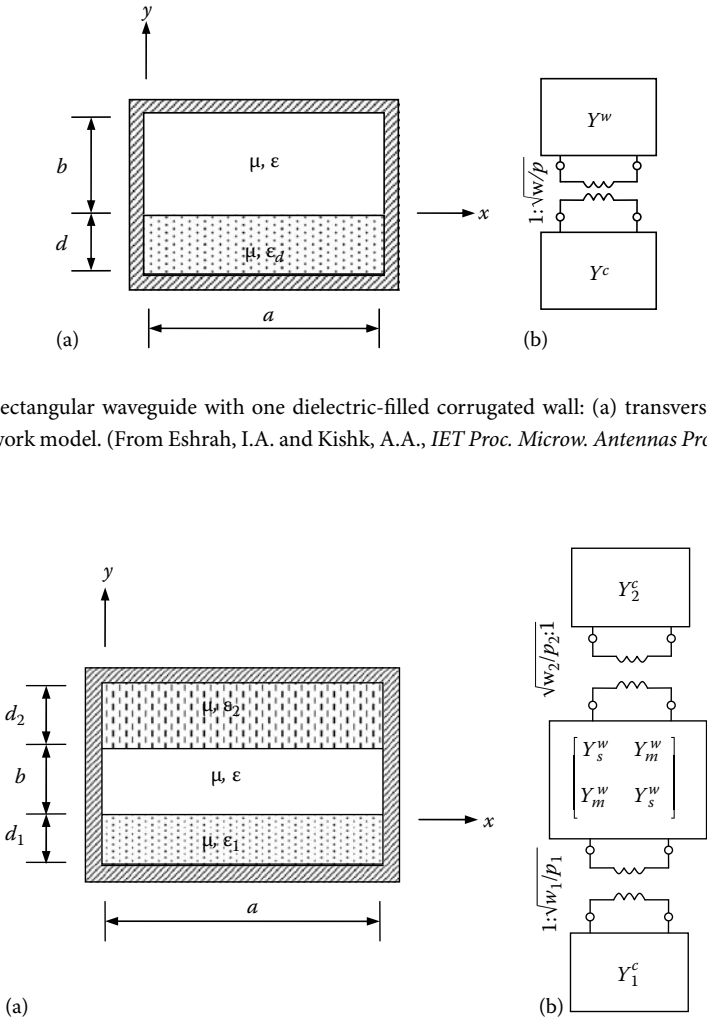 y
b
μ, ε
d
μ, ε_d
x
a
(a)
Y^w
1:√w/p
Y^c
(b)
ectangular waveguide with one dielectric-filled corrugated wall: (a) transvers
work model. (From Eshrah, I.A. and Kishk, A.A., IET Proc. Microw. Antennas Pro
y
d_2
μ, ε_2
b
μ, ε
d_1
μ, ε_1
x
a
(a)
Y_2^c
√w_2/p_2:1
Y_s^w Y_m^w
Y_m^w Y_s^w
1:√w_1/p_1
Y_1^c
(b)